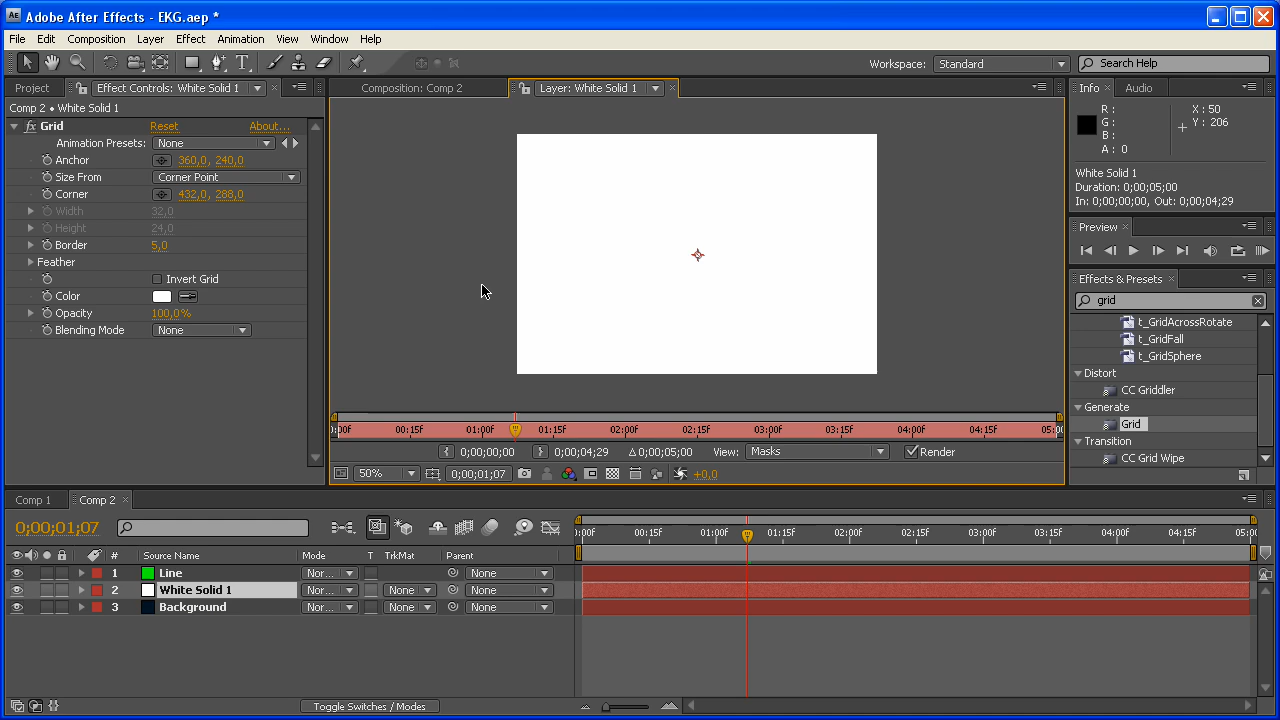 Adobe After Effects - EKG.aep *
File Edit Composition Layer Effect Animation View Window Help
Workspace: Standard Search Help
Project Effect Controls: White Solid 1 Composition: Comp 2 Layer: White Solid 1 Info Audio
Comp 2 • White Solid 1
Grid Reset About...
Animation Presets: None
Anchor 360,0, 240,0
Size From Corner Point
Corner 432,0, 288,0
Width 32,0
Height 24,0
Border 5,0
Feather
Invert Grid
Color
Opacity 100,0%
Blending Mode None
R :
G :
B :
A : 0
X : 50
Y : 206
White Solid 1
Duration: 0;00;05;00
In: 0;00;00;00, Out: 0;00;04;29
Preview
Effects & Presets
grid
t_GridAcrossRotate
t_GridFall
t_GridSphere
Distort
CC Griddler
Generate
Grid
Transition
CC Grid Wipe
:00F 00:15F 01:00F 01:15F 02:00F 02:15F 03:00F 03:15F 04:00F 04:15F 05:00
0;00;00;00 0;00;04;29 Δ0;00;05;00 View: Masks Render
50% 0;00;01;07 +0,0
Comp 1 Comp 2
0;00;01;07
:00F 00:15F 01:00F 01:15F 02:00F 02:15F 03:00F 03:15F 04:00F 04:15F 05:0
# Source Name Mode T TrkMat Parent
1 Line Nor... None
2 White Solid 1 Nor... None None
3 Background Nor... None None
Toggle Switches / Modes